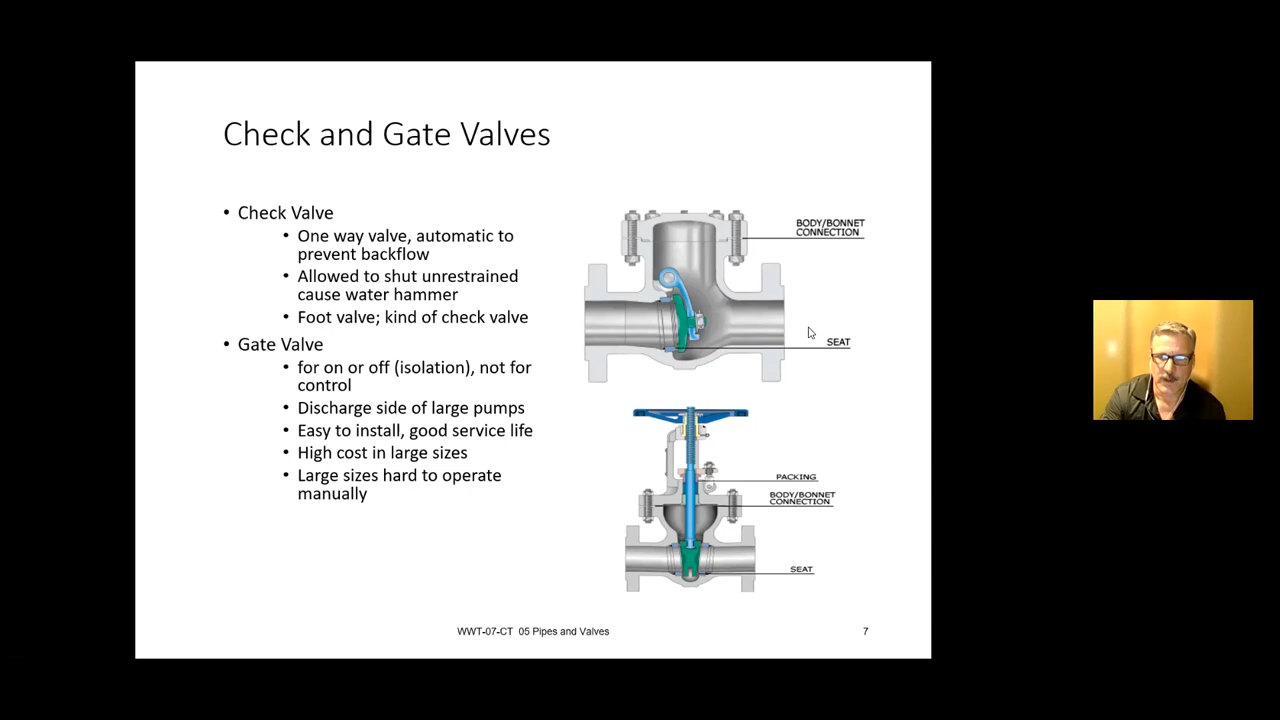 Check and Gate Valves
• Check Valve
• One way valve, automatic to
prevent backflow
• Allowed to shut unrestrained
cause water hammer
• Foot valve; kind of check valve
• Gate Valve
• for on or off (isolation), not for
control
• Discharge side of large pumps
• Easy to install, good service life
• High cost in large sizes
• Large sizes hard to operate
manually
BODY/BONNET
CONNECTION
SEAT
PACKING
BODY/BONNET
CONNECTION
SEAT
WWT-07-CT 05 Pipes and Valves
7